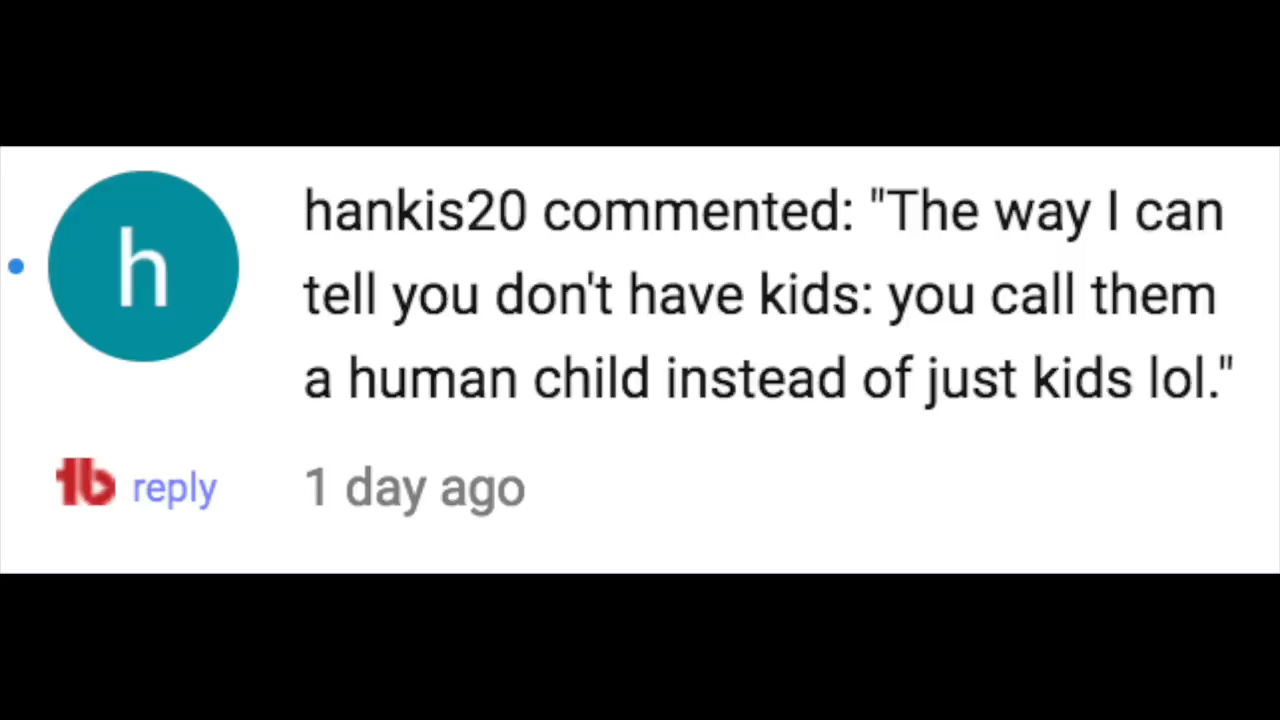 h
hankis20 commented: "The way I can
tell you don't have kids: you call them
a human child instead of just kids lol."
tb reply 1 day ago